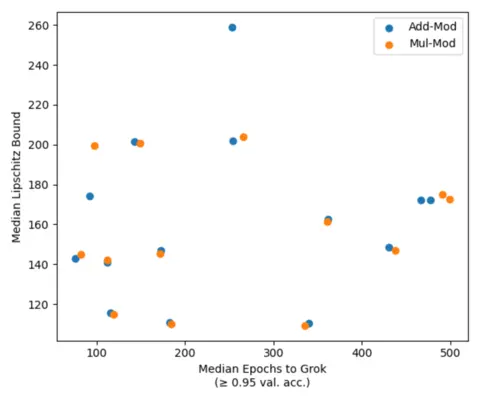 Median Lipschitz Bound
260
240
220
200
180
160
140
120
Add-Mod
Mul-Mod
100 200 300 400 500
Median Epochs to Grok
(≥ 0.95 val. acc.)